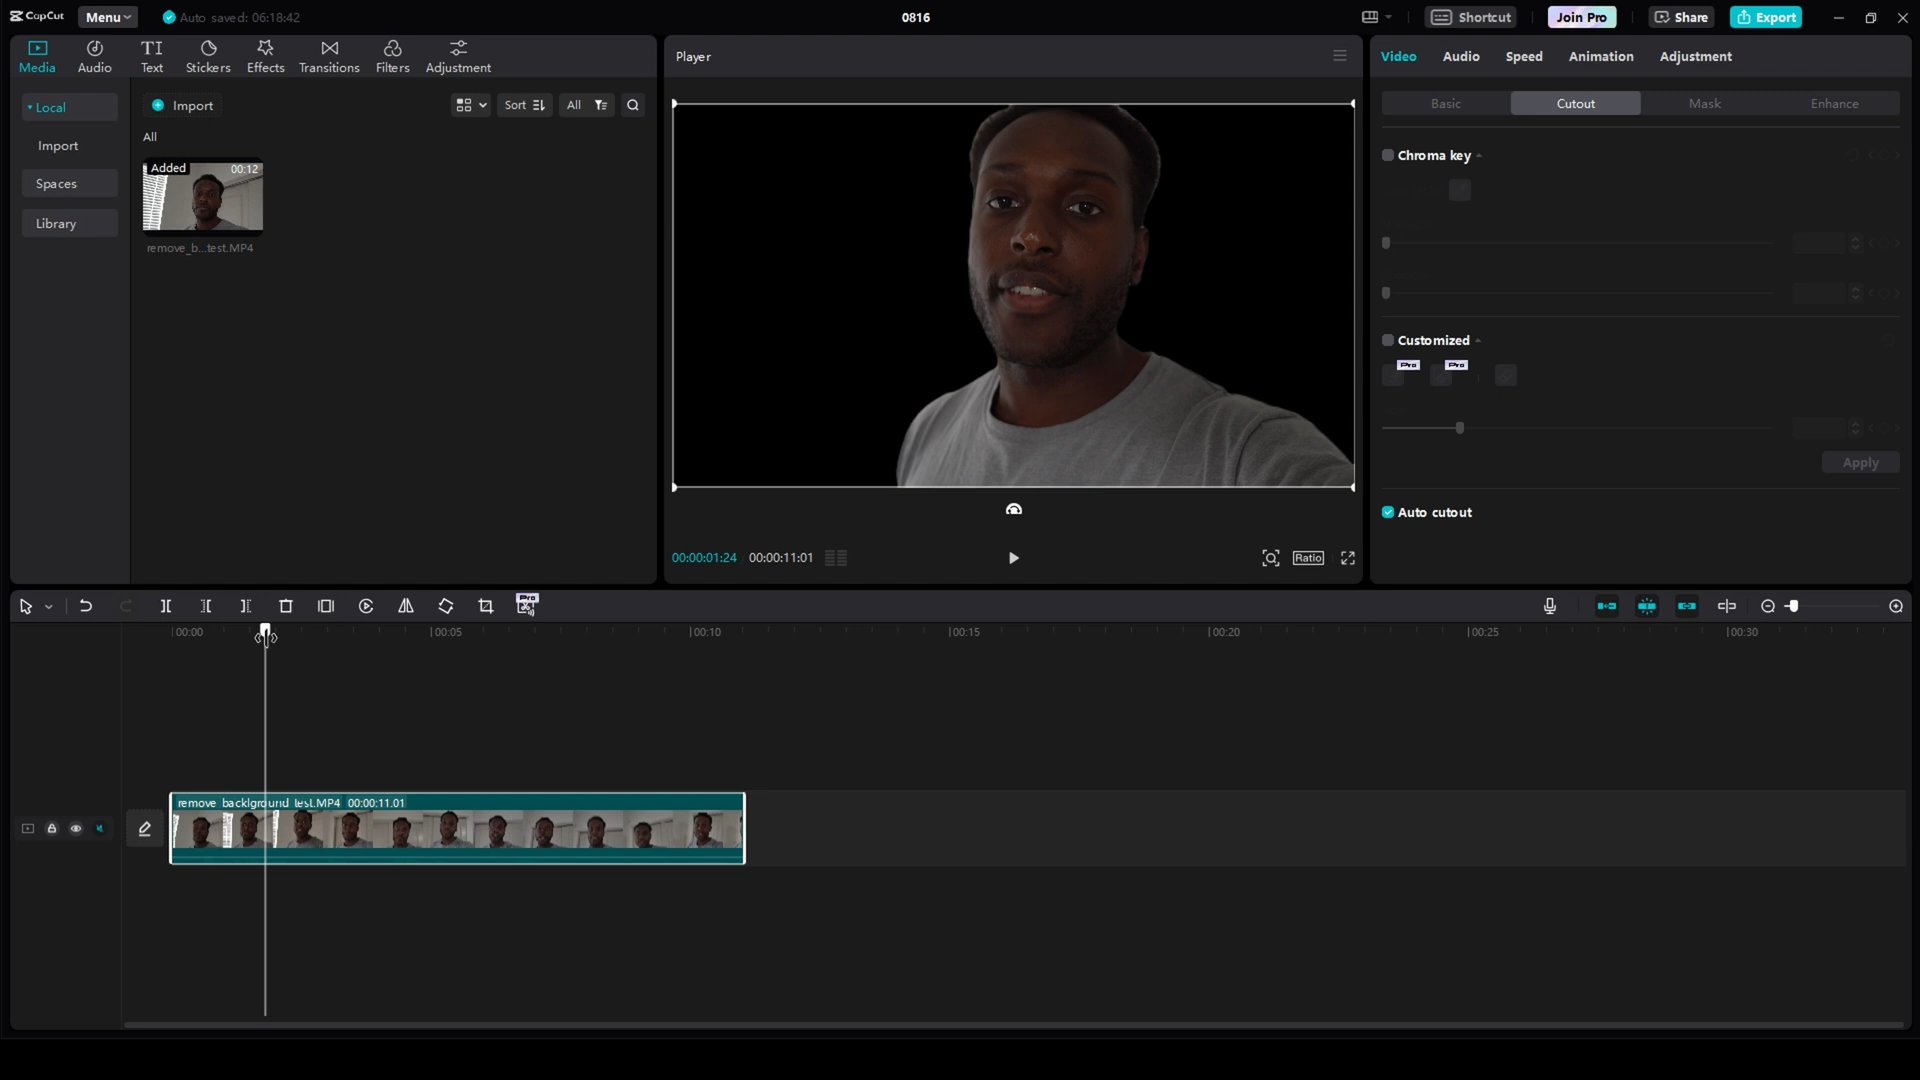 CapCut Menu Auto saved: 06:18:42 0816 Shortcut Join Pro Share Export
Media Audio Text Stickers Effects Transitions Filters Adjustment
Local
Import
Spaces
Library
Import Sort All
All
Added 00:12
remove_b...test.MP4
Player
00:00:01:24 00:00:11:01 Ratio
Video Audio Speed Animation Adjustment
Basic Cutout Mask Enhance
Chroma key
Customized
Pro Pro
Apply
Auto cutout
Pro
00:00 00:05 00:10 00:15 00:20 00:25 00:30
remove backlground test.MP4 00:00:11.01